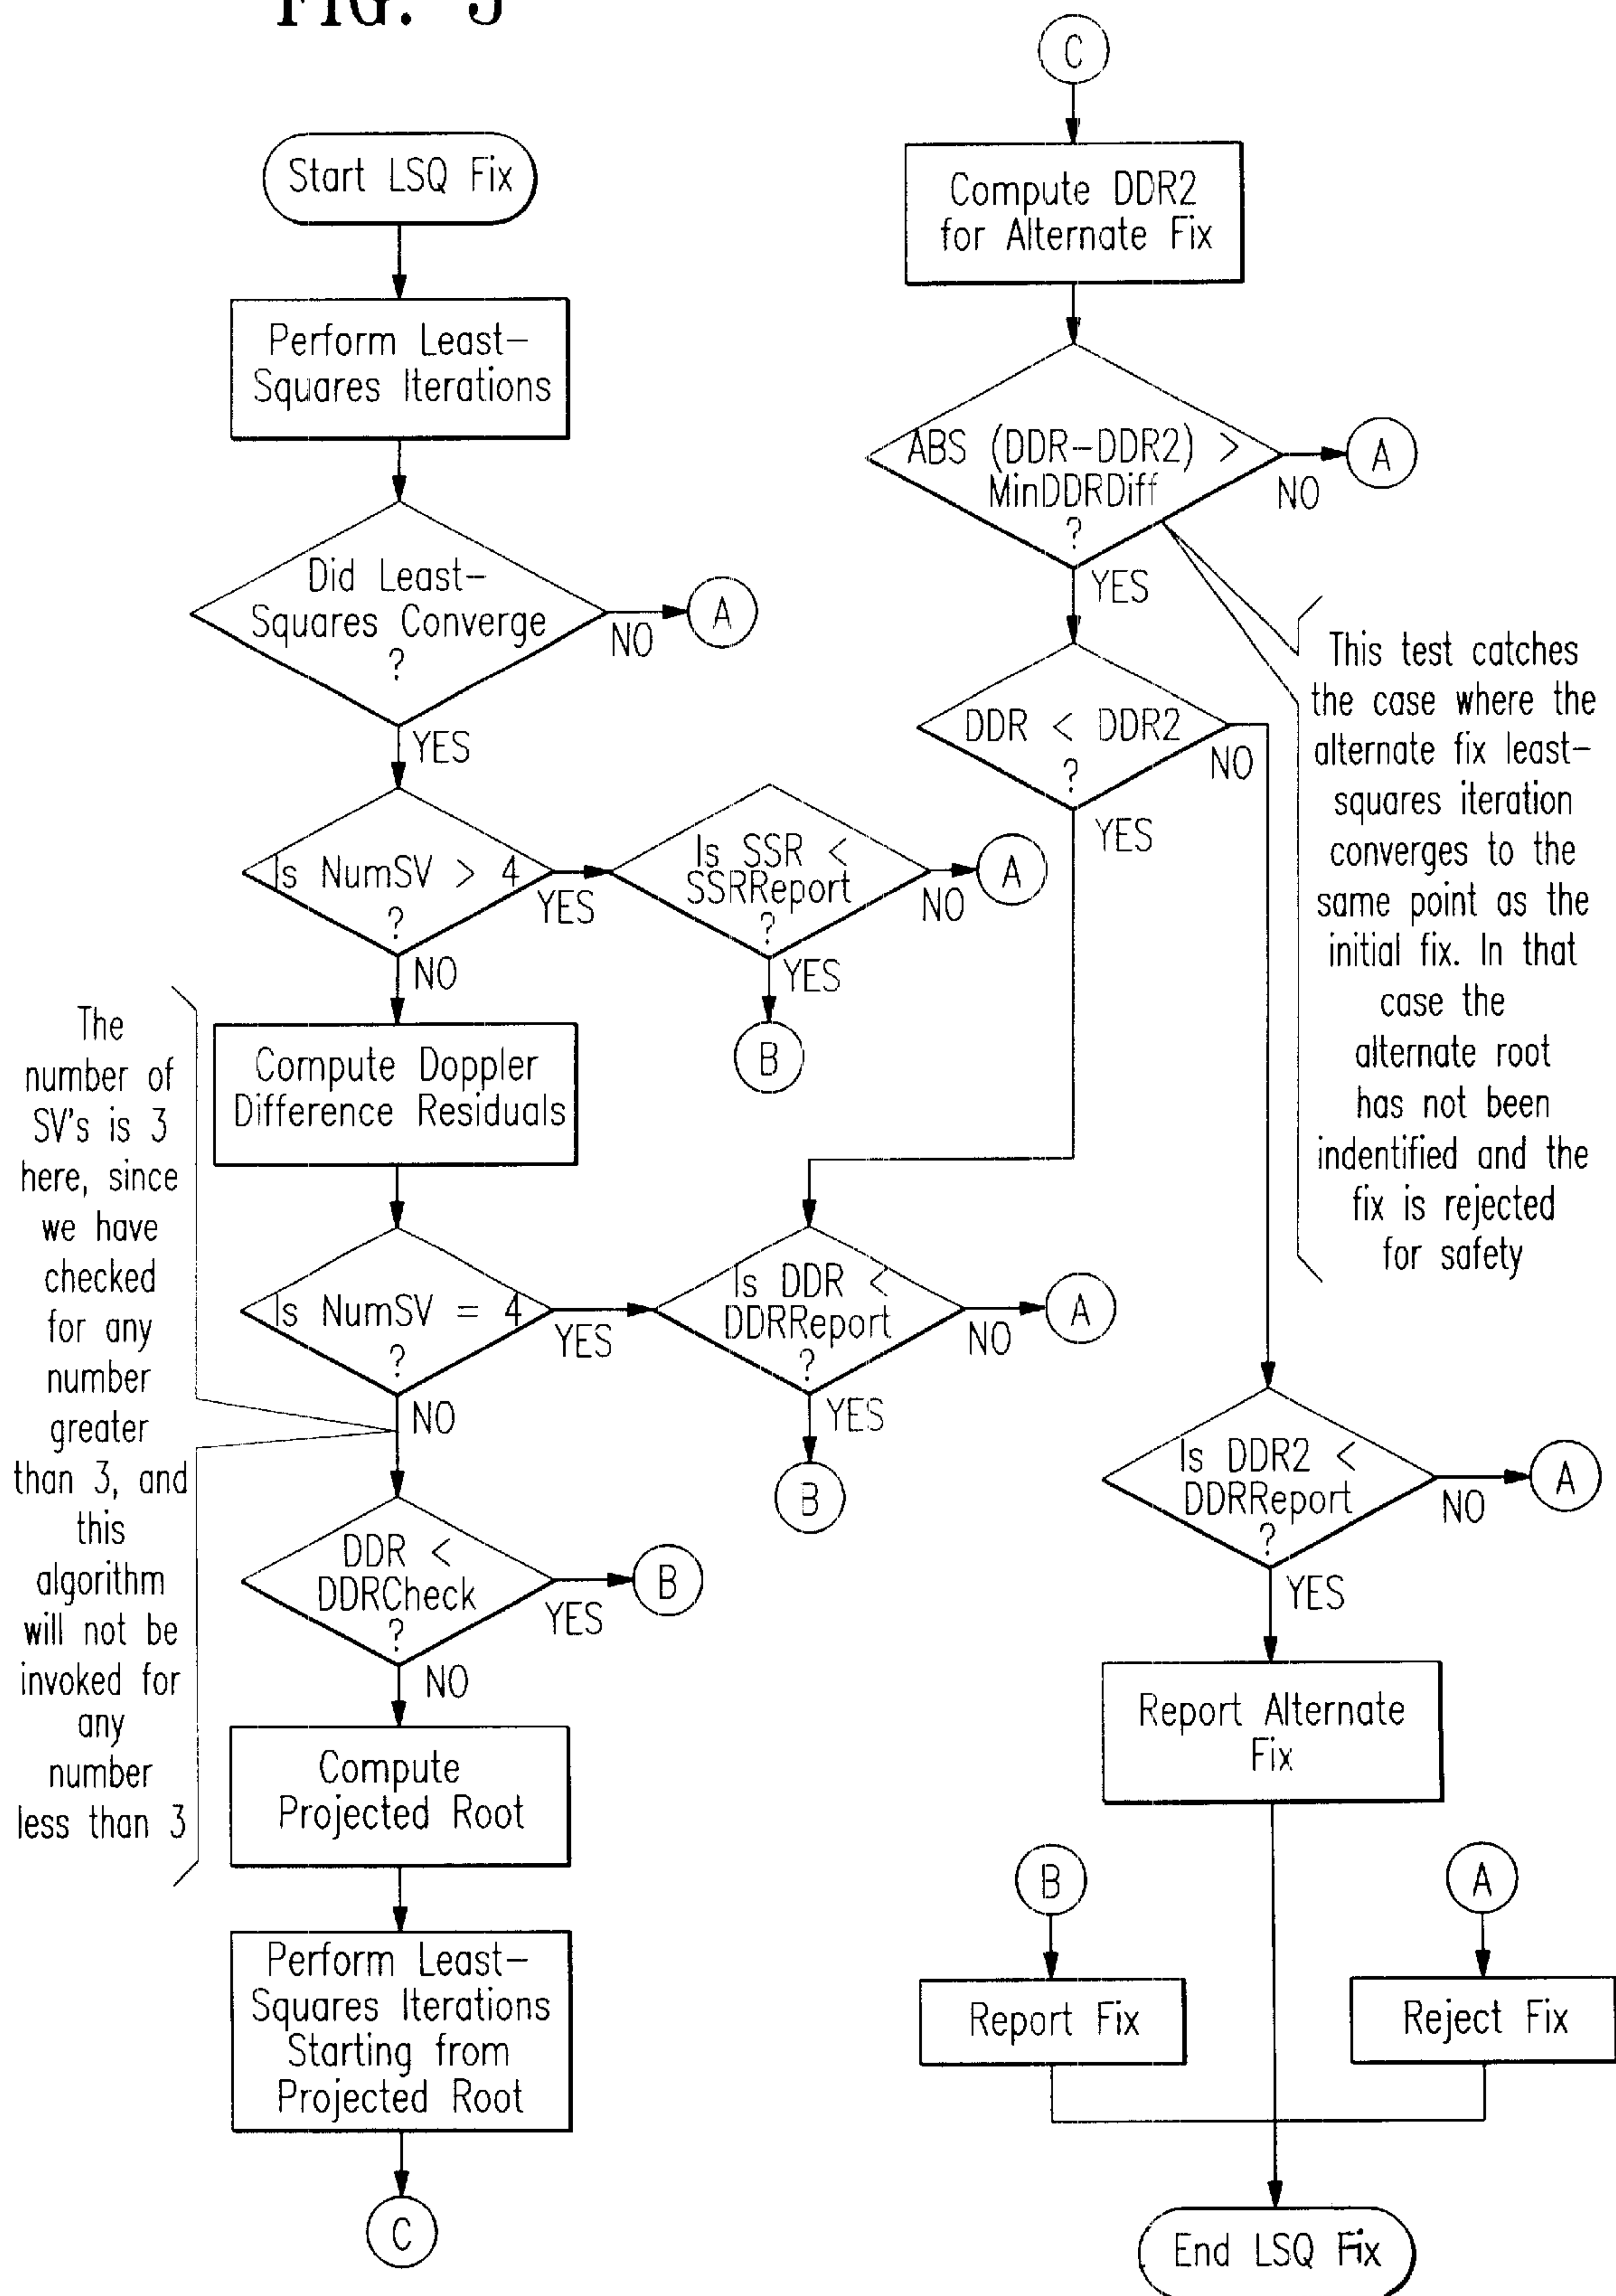 Start LSQ Fix
Perform Least-
Squares Iterations
Did Least-
Squares Converge
?
NO
A
YES
Is NumSV > 4
?
YES
Is SSR <
SSRReport
?
NO
A
YES
B
NO
Compute Doppler
Difference Residuals
Is NumSV = 4
?
YES
Is DDR <
DDRReport
?
NO
A
YES
B
NO
The
number of
SV's is 3
here, since
we have
checked
for any
number
greater
than 3, and
this
algorithm
will not be
invoked for
any
number
less than 3
DDR <
DDRCheck
?
YES
B
NO
Compute
Projected Root
Perform Least-
Squares Iterations
Starting from
Projected Root
C
C
Compute DDR2
for Alternate Fix
ABS (DDR-DDR2) >
MinDDRDiff
?
NO
A
YES
This test catches
the case where the
alternate fix least-
squares iteration
converges to the
same point as the
initial fix. In that
case the
alternate root
has not been
indentified and the
fix is rejected
for safety
DDR < DDR2
?
NO
YES
Is DDR2 <
DDRReport
?
NO
A
YES
Report Alternate
Fix
B
Report Fix
A
Reject Fix
End LSQ Fix